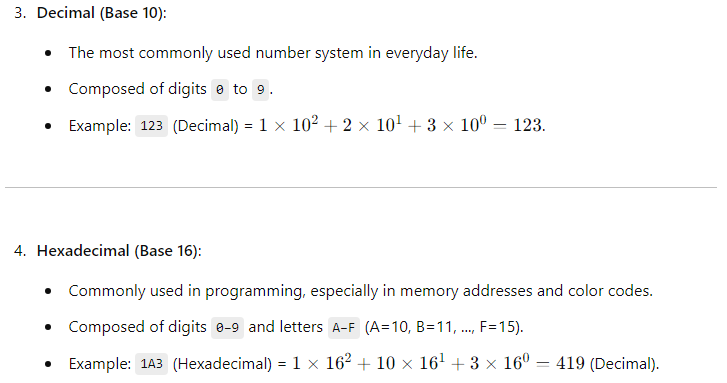 3. Decimal (Base 10):
• The most commonly used number system in everyday life.
• Composed of digits 0 to 9.
• Example: 123 (Decimal) = 1 × 10² + 2 × 10¹ + 3 × 10⁰ = 123.
4. Hexadecimal (Base 16):
• Commonly used in programming, especially in memory addresses and color codes.
• Composed of digits 0-9 and letters A-F (A=10, B=11, ..., F=15).
• Example: 1A3 (Hexadecimal) = 1 × 16² + 10 × 16¹ + 3 × 16⁰ = 419 (Decimal).